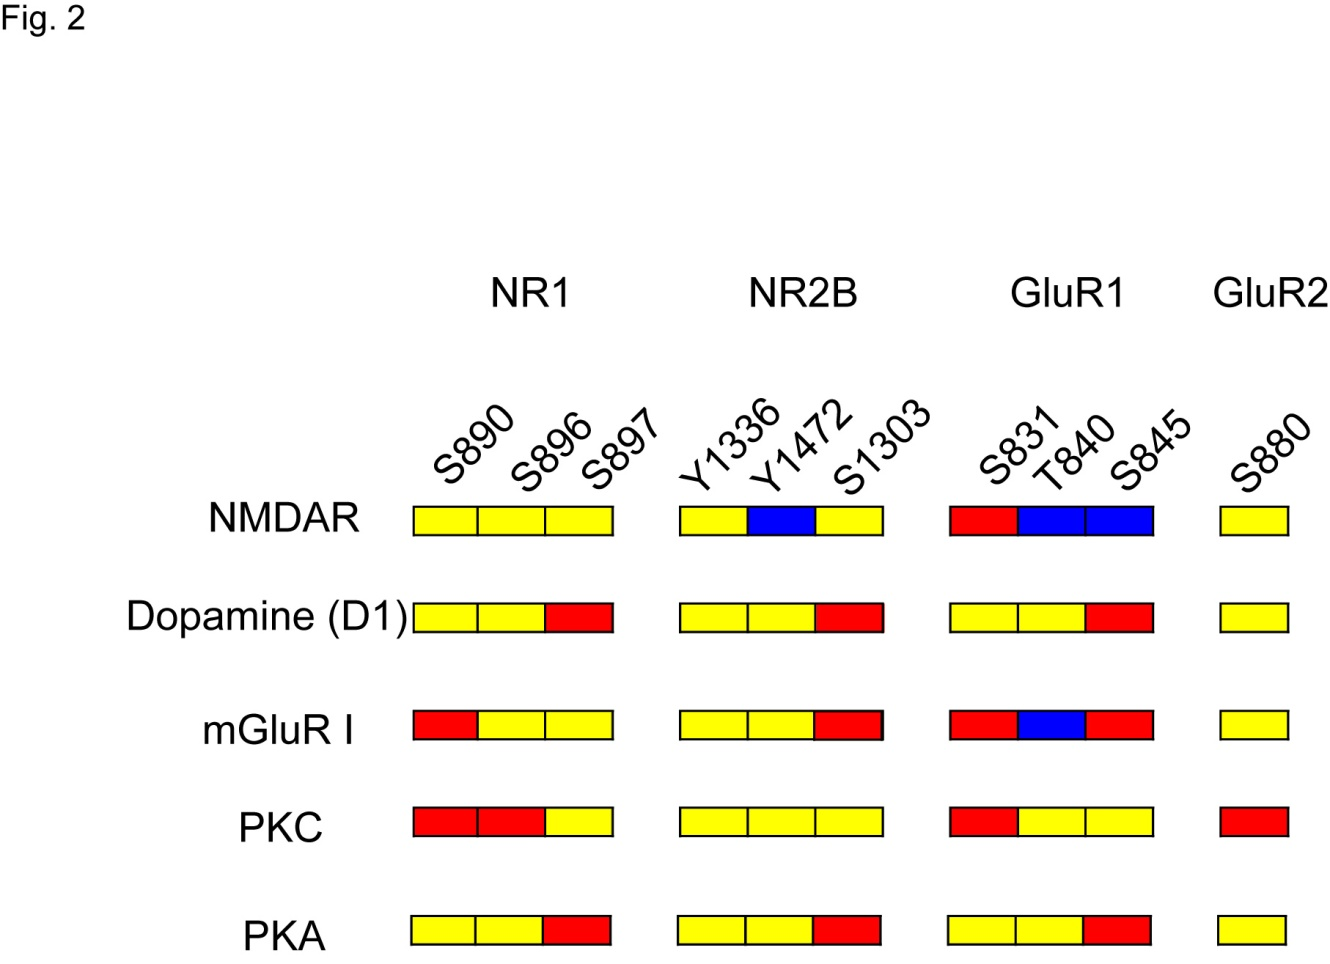 Fig. 2
NR1 NR2B GluR1 GluR2
S890 S896 S897 Y1336 Y1472 S1303 S831 T840 S845 S880
NMDAR
Dopamine (D1)
mGluR I
PKC
PKA